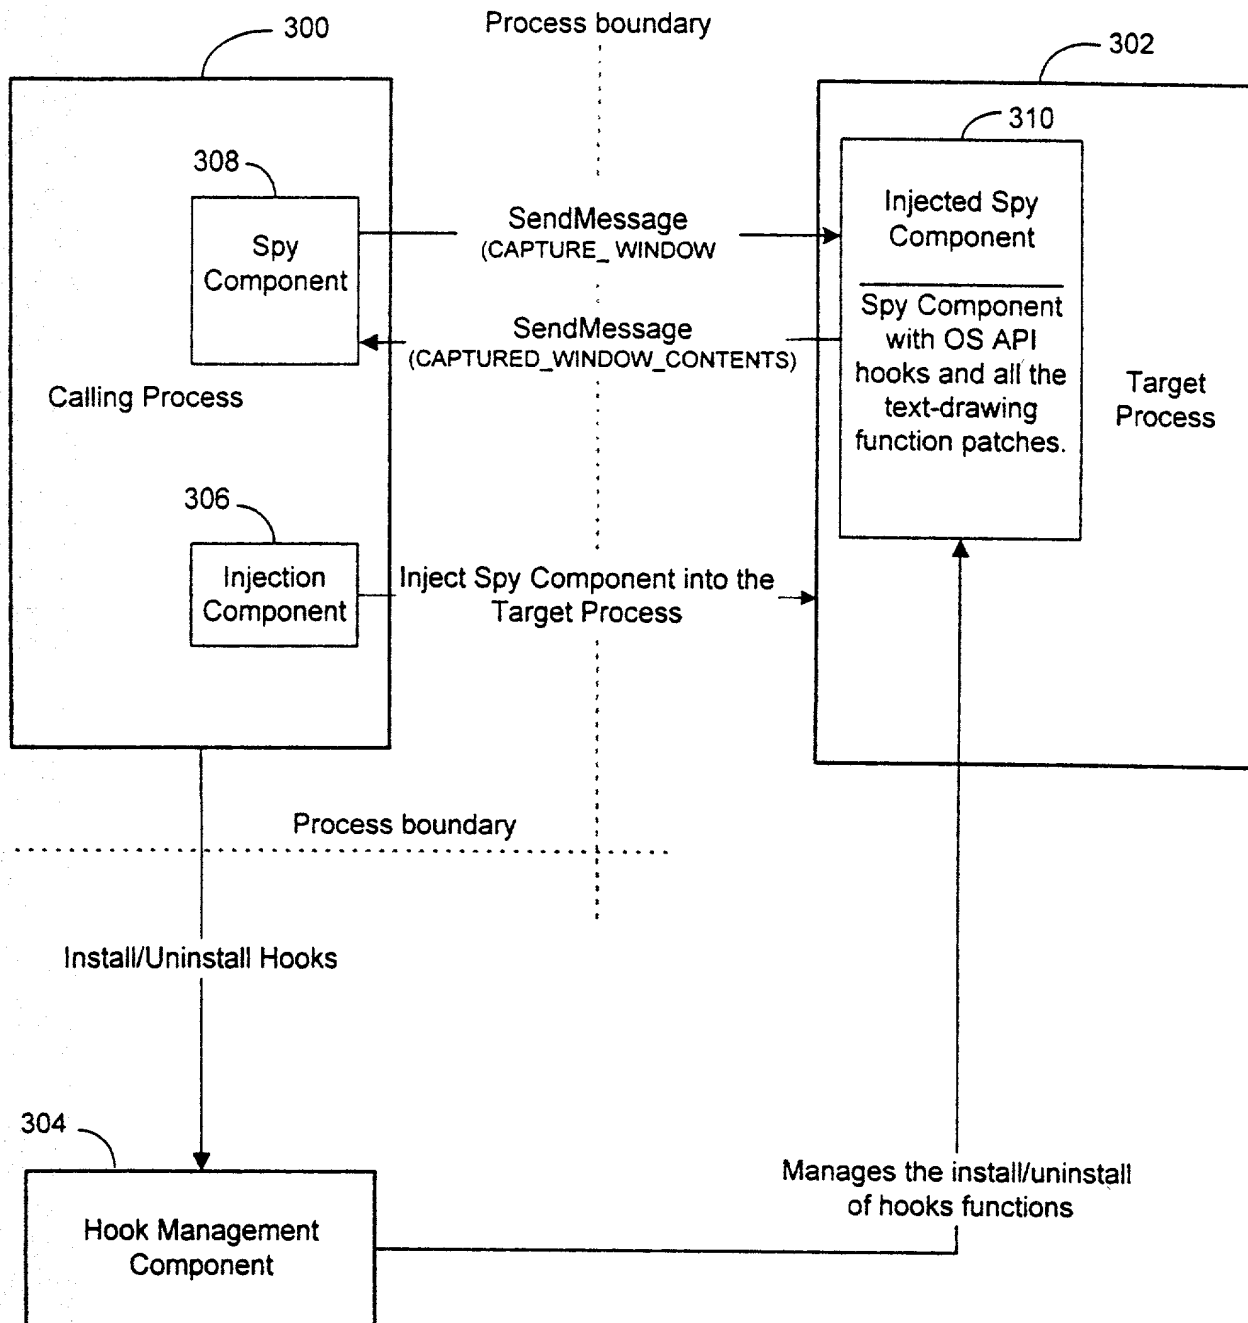 Process boundary
300
302
310
308
SendMessage
(CAPTURE_ WINDOW
Spy
Component
Injected Spy
Component
SendMessage
(CAPTURED_WINDOW_CONTENTS)
Spy Component
with OS API
hooks and all the
text-drawing
function patches.
Calling Process
Target
Process
306
Injection
Component
Inject Spy Component into the
Target Process
Process boundary
Install/Uninstall Hooks
304
Hook Management
Component
Manages the install/uninstall
of hooks functions